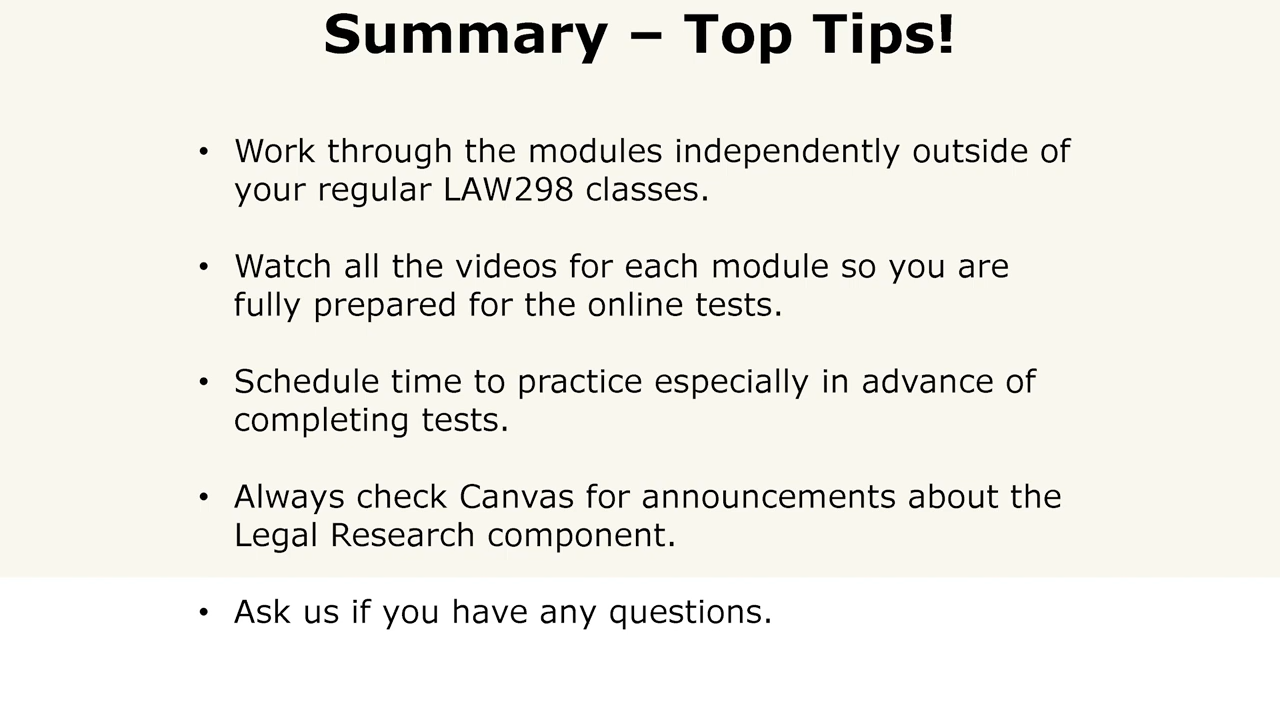 Summary – Top Tips!
• Work through the modules independently outside of
your regular LAW298 classes.
• Watch all the videos for each module so you are
fully prepared for the online tests.
• Schedule time to practice especially in advance of
completing tests.
• Always check Canvas for announcements about the
Legal Research component.
• Ask us if you have any questions.